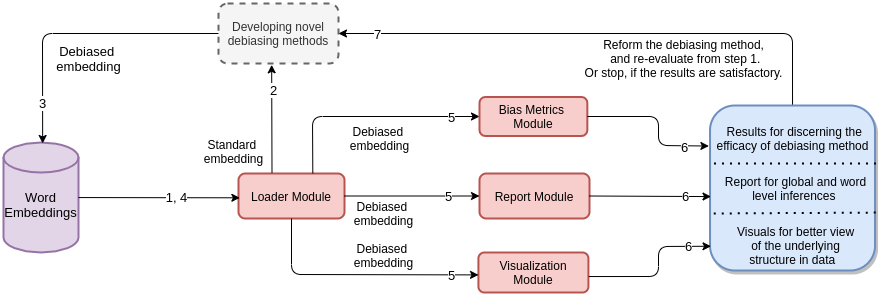 Developing novel
debiasing methods
7
Debiased
embedding
Reform the debiasing method,
and re-evaluate from step 1.
Or stop, if the results are satisfactory.
2
3
Standard
embedding
Debiased
embedding
5
Bias Metrics
Module
6
Results for discerning the
efficacy of debiasing method
Word
Embeddings
1, 4
Loader Module
5
Debiased
embedding
Report Module
6
Report for global and word
level inferences
Debiased
embedding
5
Visualization
Module
6
Visuals for better view
of the underlying
structure in data